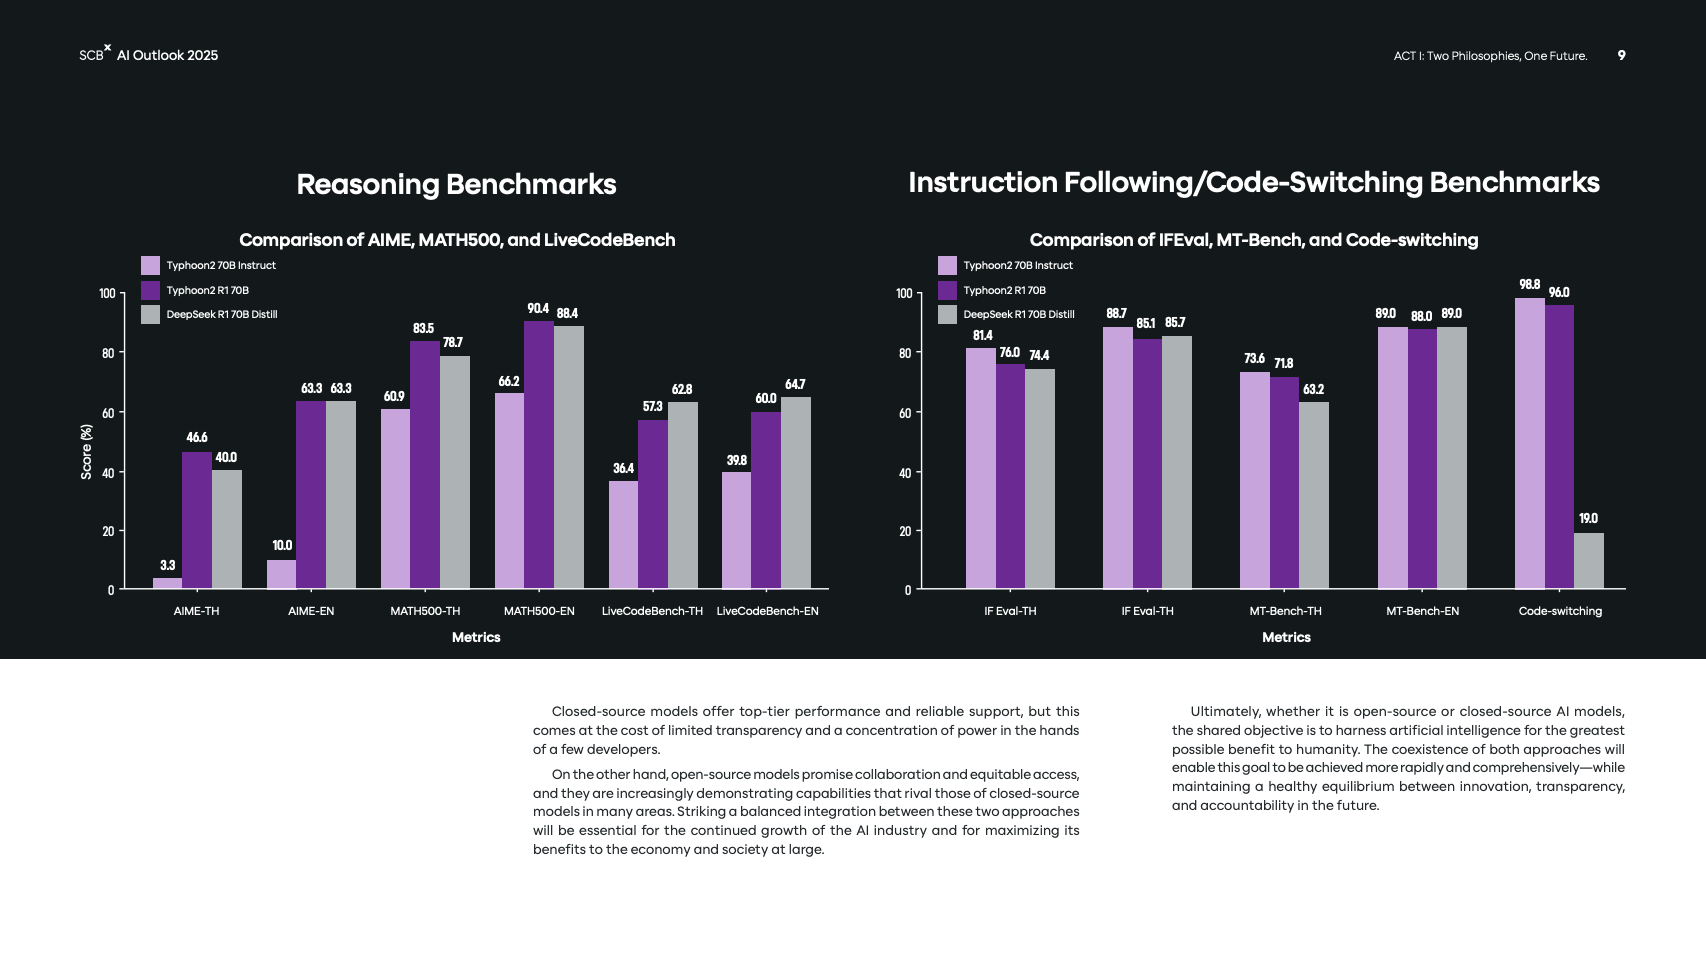 SCBx AI Outlook 2025
ACT I: Two Philosophies, One Future. 9
Reasoning Benchmarks
Comparison of AIME, MATH500, and LiveCodeBench
Typhoon2 70B Instruct
Typhoon2 R1 70B
DeepSeek R1 70B Distill
Score (%)
100
80
60
40
20
0
3.3 46.6 40.0
10.0 63.3 63.3
60.9 83.5 78.7
66.2 90.4 88.4
36.4 57.3 62.8
39.8 60.0 64.7
AIME-TH AIME-EN MATH500-TH MATH500-EN LiveCodeBench-TH LiveCodeBench-EN
Metrics
Instruction Following/Code-Switching Benchmarks
Comparison of IFEval, MT-Bench, and Code-switching
Typhoon2 70B Instruct
Typhoon2 R1 70B
DeepSeek R1 70B Distill
100
80
60
40
20
0
81.4 76.0 74.4
88.7 85.1 85.7
73.6 71.8 63.2
89.0 88.0 89.0
98.8 96.0 19.0
IF Eval-TH IF Eval-TH MT-Bench-TH MT-Bench-EN Code-switching
Metrics
Closed-source models offer top-tier performance and reliable support, but this
comes at the cost of limited transparency and a concentration of power in the hands
of a few developers.
On the other hand, open-source models promise collaboration and equitable access,
and they are increasingly demonstrating capabilities that rival those of closed-source
models in many areas. Striking a balanced integration between these two approaches
will be essential for the continued growth of the AI industry and for maximizing its
benefits to the economy and society at large.
Ultimately, whether it is open-source or closed-source AI models,
the shared objective is to harness artificial intelligence for the greatest
possible benefit to humanity. The coexistence of both approaches will
enable this goal to be achieved more rapidly and comprehensively—while
maintaining a healthy equilibrium between innovation, transparency,
and accountability in the future.